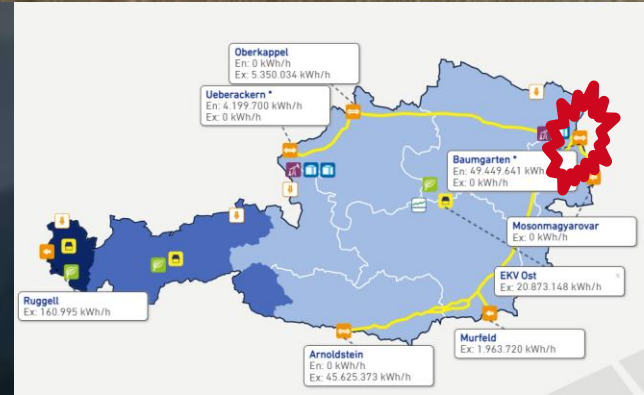 Oberkappel
En: 0 kWh/h
Ex: 5.350.034 kWh/h
Ueberackern *
En: 4.199.700 kWh/h
Ex: 0 kWh/h
Baumgarten *
En: 49.449.641 kWh/h
Ex: 0 kWh/h
Mosonmagyarovar
Ex: 0 kWh/h
EKV Ost
Ex: 20.873.148 kWh/h
Ruggell
Ex: 160.995 kWh/h
Murfeld
Ex: 1.963.720 kWh/h
Arnoldstein
En: 0 kWh/h
Ex: 45.625.373 kWh/h